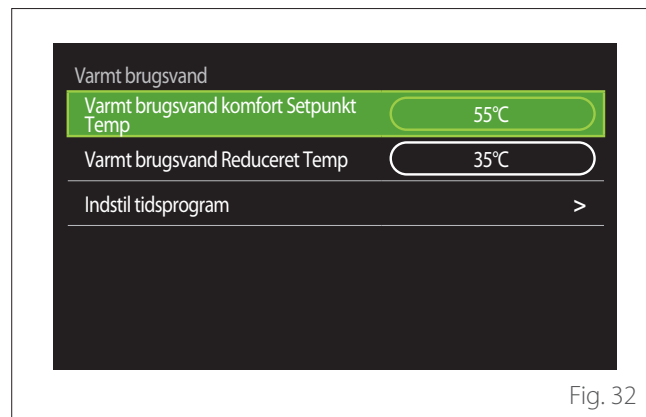 Varmt brugsvand
Varmt brugsvand komfort Setpunkt
Temp
55°C
Varmt brugsvand Reduceret Temp
35°C
Indstil tidsprogram
>
Fig. 32